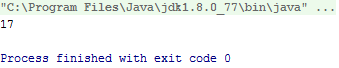 "C:\Program Files\Java\jdk1.8.0_77\bin\java" ...
17
Process finished with exit code 0